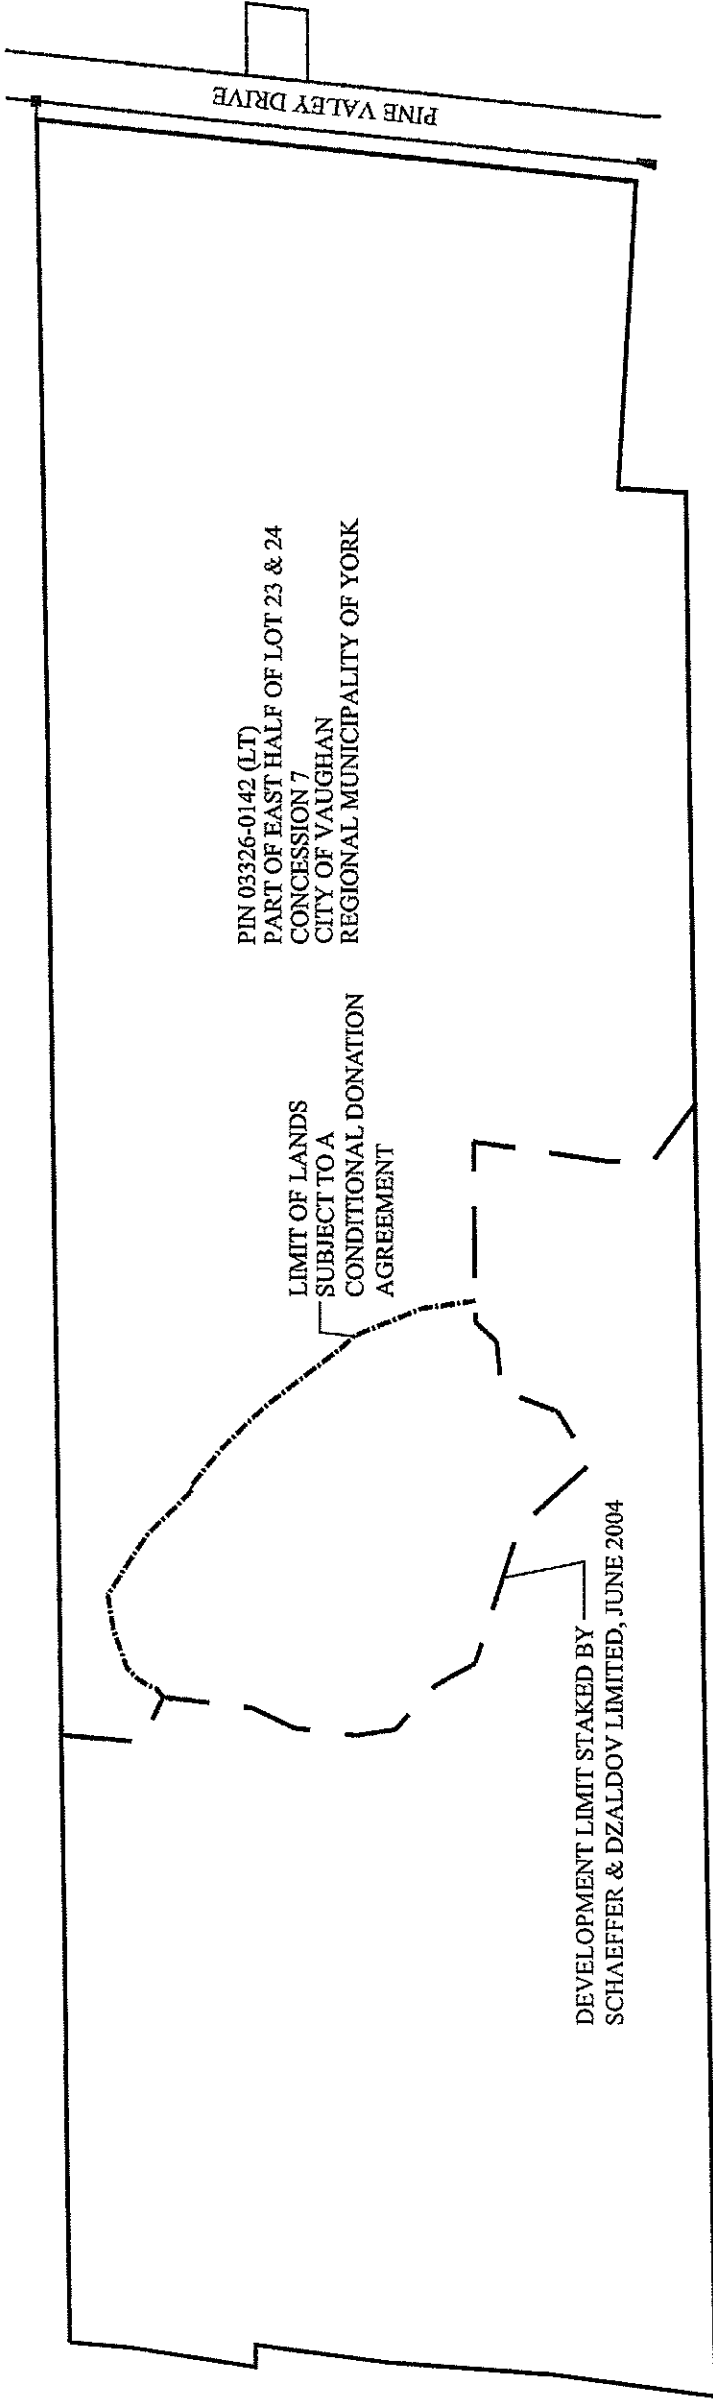 PINE VALEY DRIVE
PIN 03326-0142 (LT)
PART OF EAST HALF OF LOT 23 & 24
CONCESSION 7
CITY OF VAUGHAN
REGIONAL MUNICIPALITY OF YORK
LIMIT OF LANDS
SUBJECT TO A
CONDITIONAL DONATION
AGREEMENT
DEVELOPMENT LIMIT STAKED BY
SCHAEFFER & DZALDOV LIMITED, JUNE 2004